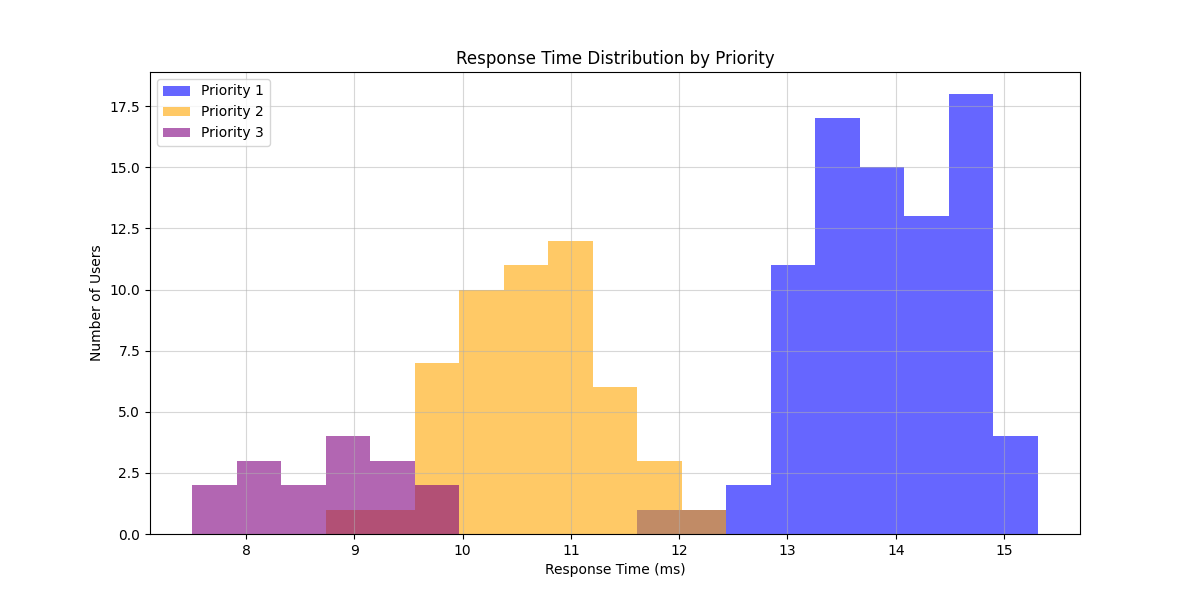 Response Time Distribution by Priority
Priority 1
Priority 2
Priority 3
17.5
15.0
12.5
10.0
7.5
5.0
2.5
0.0
Number of Users
8 9 10 11 12 13 14 15
Response Time (ms)